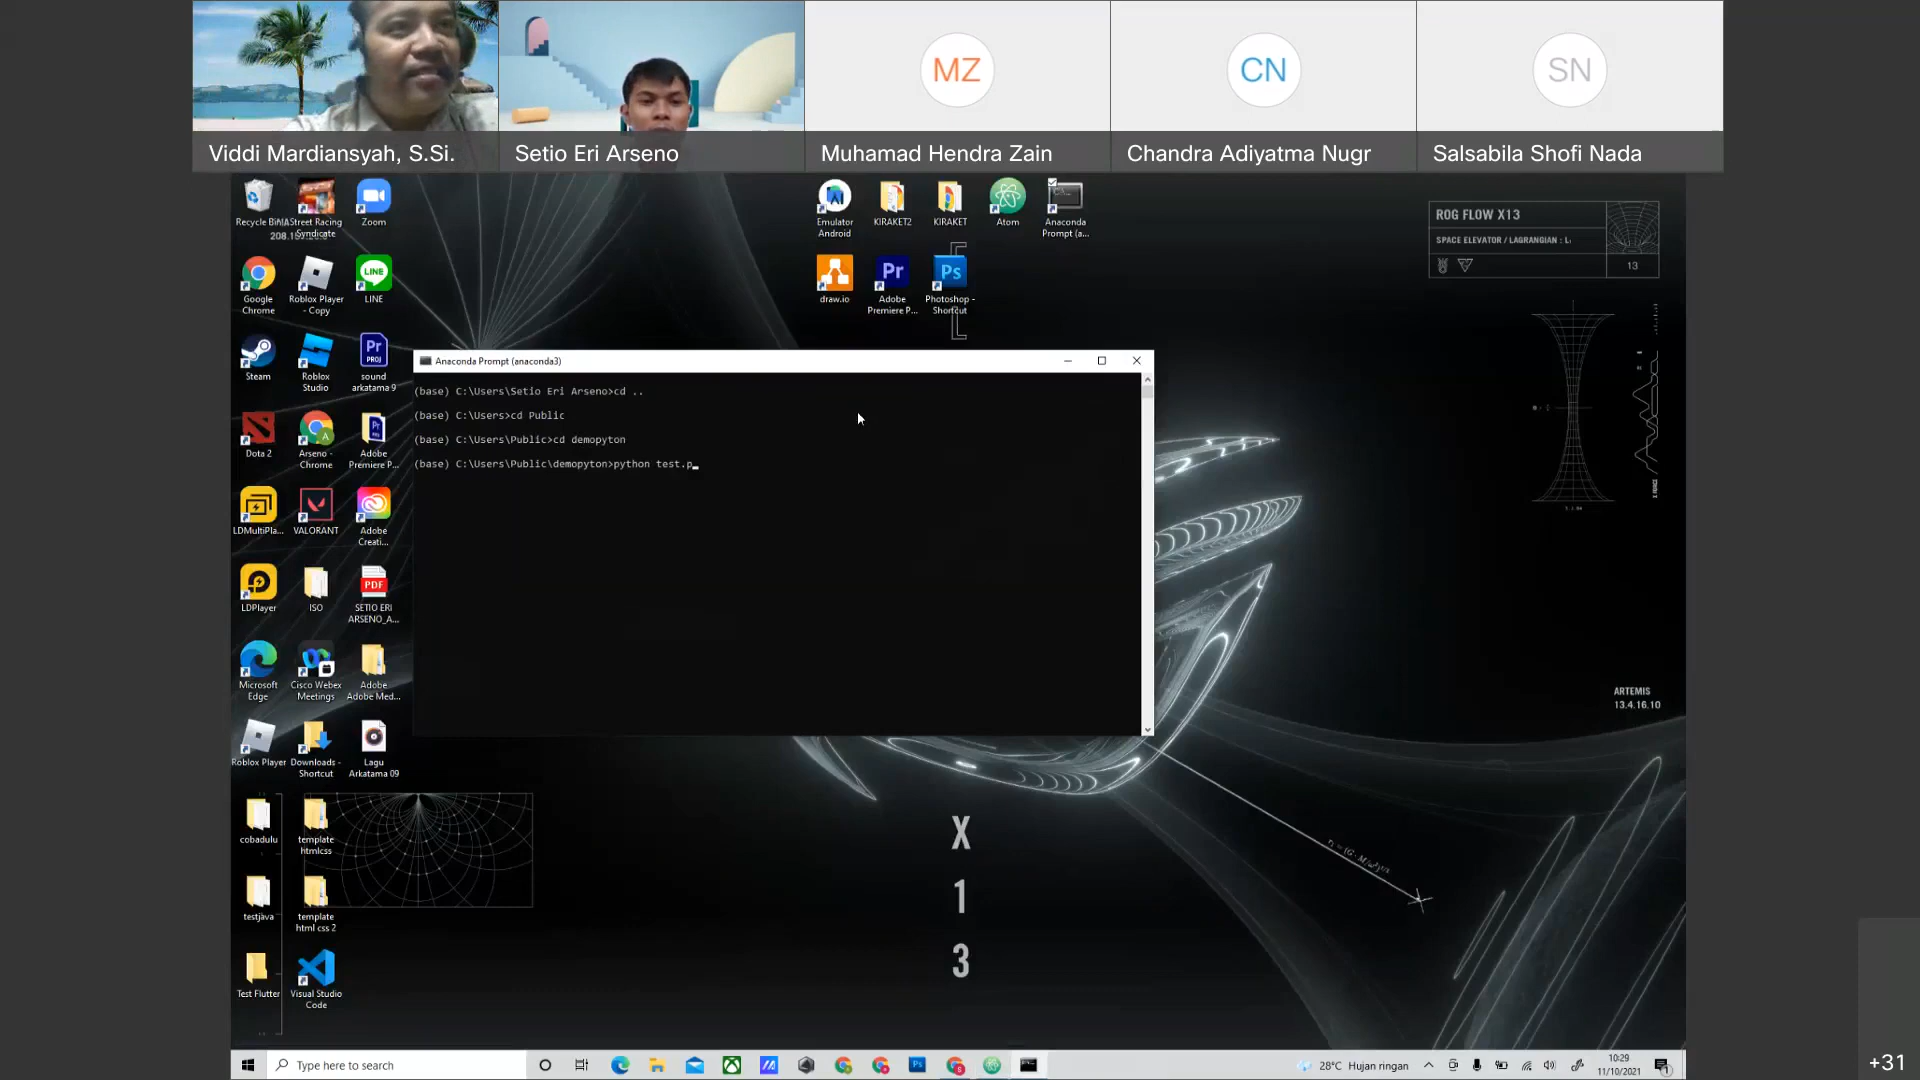 MZ
CN
SN
Viddi Mardiansyah, S.Si.
Setio Eri Arseno
Muhamad Hendra Zain
Chandra Adiyatma Nugr
Salsabila Shofi Nada
Recycle Bin
Street Racing Syndicate
Zoom
Emulator Android
KIRAKET2
KIRAKET
Atom
Anaconda Prompt (a...
ROG FLOW X13
SPACE ELEVATOR / LAGRANGIAN : L₁
13
Google Chrome
Roblox Player - Copy
LINE
draw.io
Adobe Premiere P...
Photoshop - Shortcut
Anaconda Prompt (anaconda3)
(base) C:\Users\Setio Eri Arseno>cd ..
(base) C:\Users>cd Public
(base) C:\Users\Public>cd demopyton
(base) C:\Users\Public\demopyton>python test.p_
Steam
Roblox Studio
sound arkatama 9
Dota 2
Arseno - Chrome
Adobe Premiere P...
LDMultiPla...
VALORANT
Adobe Creati...
LDPlayer
ISO
PDF
SETIO ERI ARSENO_A...
Microsoft Edge
Cisco Webex Meetings
Adobe Adobe Med...
ARTEMIS
13.4.16.10
Roblox Player
Downloads - Shortcut
Lagu Arkatama 09
cobadulu
template htmlcss
X
1
3
testjava
template html css 2
Test Flutter
Visual Studio Code
Type here to search
28°C Hujan ringan
10:29
11/10/2021
+31